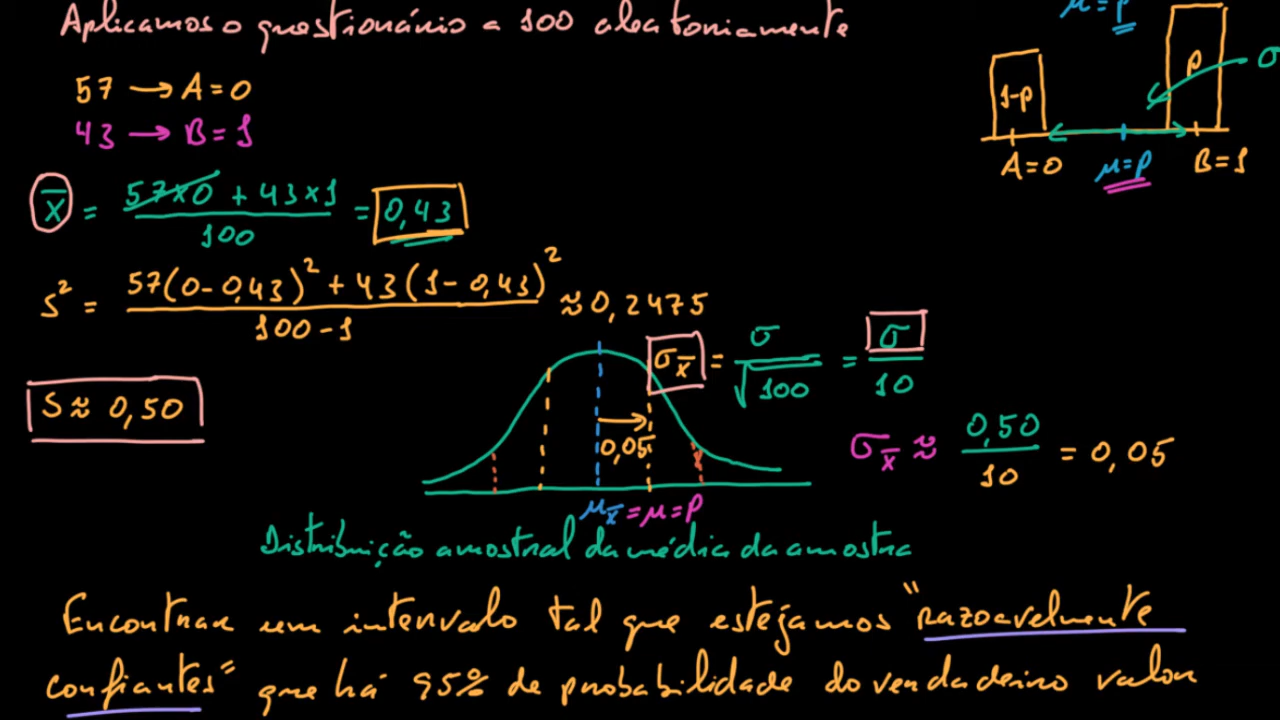 Aplicamos o questionário a 100 aleatoriamente
μ = p
57 → A = 0
43 → B = 1
1-p
p
σ
A = 0
μ = p
B = 1
x̄ = (57×0 + 43×1) / 100 = 0,43
S² = (57(0 - 0,43)² + 43(1 - 0,43)²) / (100 - 1) ≈ 0,2475
σx̄ = σ / √100 = σ / 10
S ≈ 0,50
0,05
σx̄ ≈ 0,50 / 10 = 0,05
μx̄ = μ = p
Distribuição amostral da média da amostra
Encontrar um intervalo tal que estejamos "razoavelmente
confiantes" que há 95% de probabilidade do verdadeiro valor